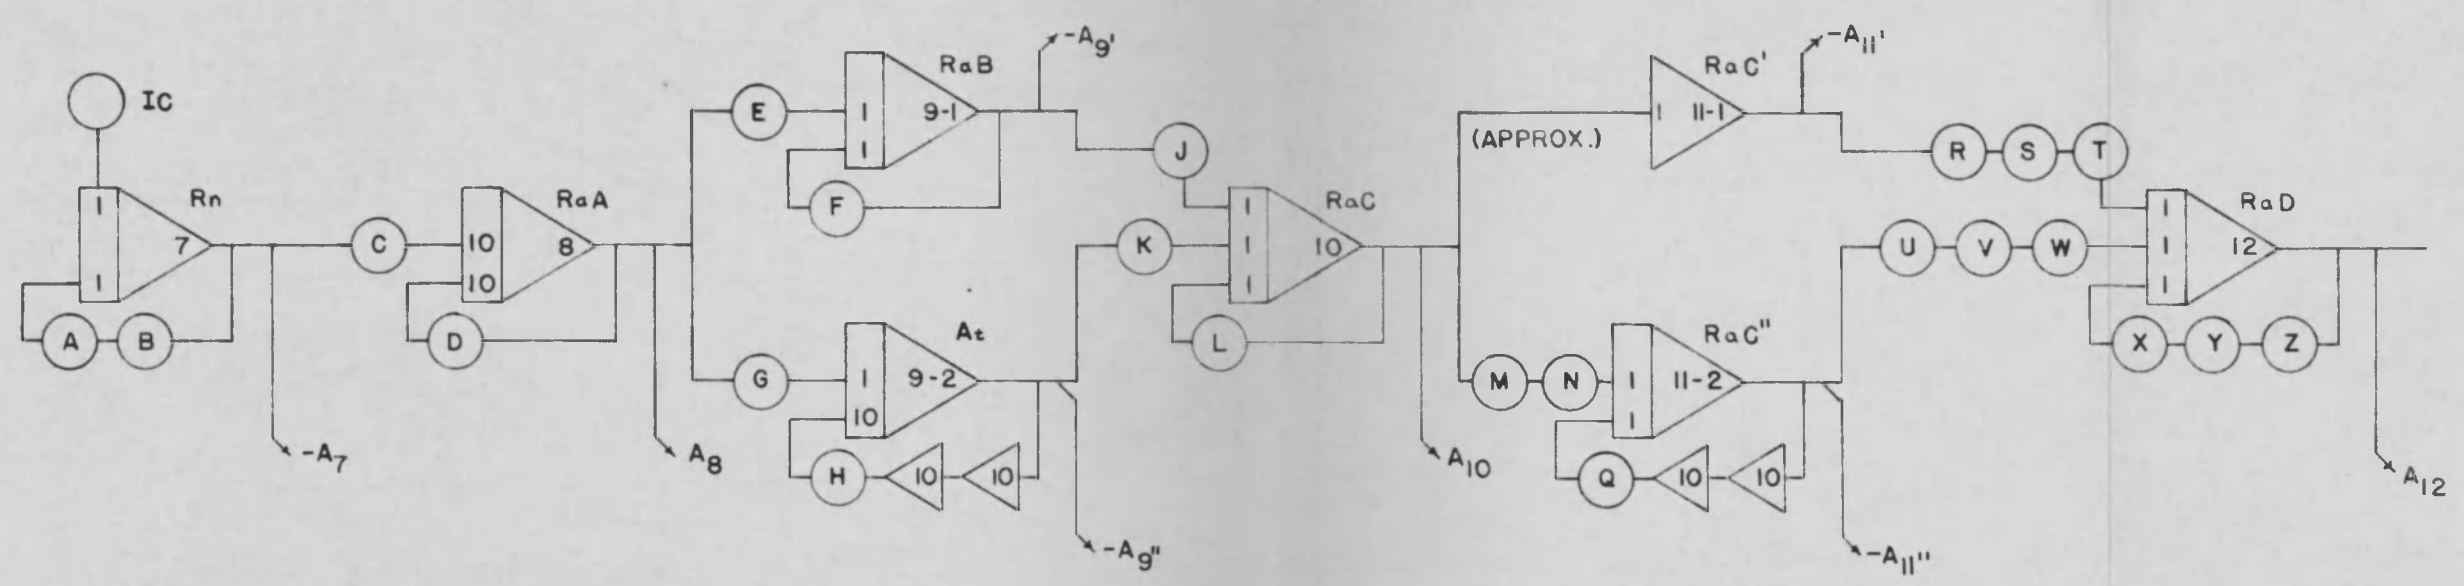 IC
1
Rn
7
1
A
B
-A7
C
10
RaA
8
10
D
A8
E
1
RaB
9-1
1
F
-A9'
G
1
At
9-2
10
H
10
10
-A9"
J
K
1
RaC
1
10
1
L
A10
(APPROX.)
1
RaC'
11-1
-A11'
M
N
1
RaC"
11-2
1
Q
10
10
-A11"
R
S
T
U
V
W
1
RaD
1
12
1
X
Y
Z
A12